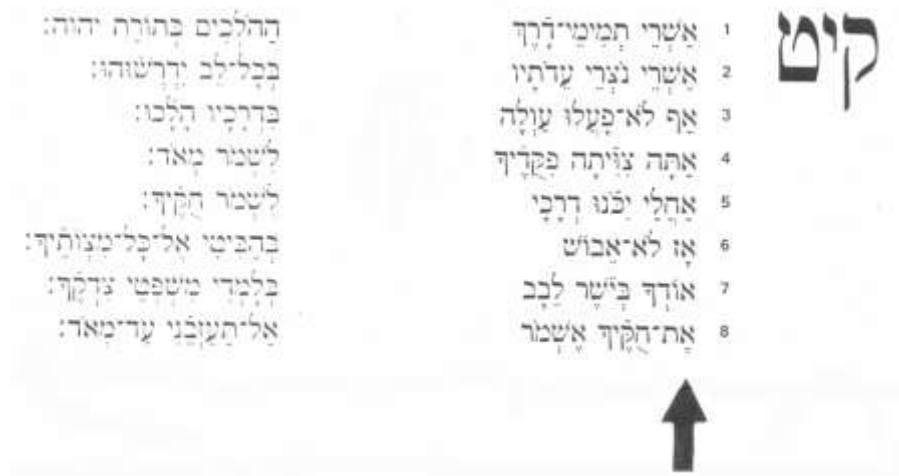 קיט
1 אַשְׁרֵי תְמִימֵי־דָרֶךְ הַהֹלְכִים בְּתוֹרַת יהוה׃
2 אַשְׁרֵי נֹצְרֵי עֵדֹתָיו בְּכָל־לֵב יִדְרְשׁוּהוּ׃
3 אַף לֹא־פָעֲלוּ עַוְלָה בִּדְרָכָיו הָלָכוּ׃
4 אַתָּה צִוִּיתָה פִקֻּדֶיךָ לִשְׁמֹר מְאֹד׃
5 אַחֲלַי יִכֹּנוּ דְרָכָי לִשְׁמֹר חֻקֶּיךָ׃
6 אָז לֹא־אֵבוֹשׁ בְּהַבִּיטִי אֶל־כָּל־מִצְוֹתֶיךָ׃
7 אוֹדְךָ בְּיֹשֶׁר לֵבָב בְּלָמְדִי מִשְׁפְּטֵי צִדְקֶךָ׃
8 אֶת־חֻקֶּיךָ אֶשְׁמֹר אַל־תַּעַזְבֵנִי עַד־מְאֹד׃